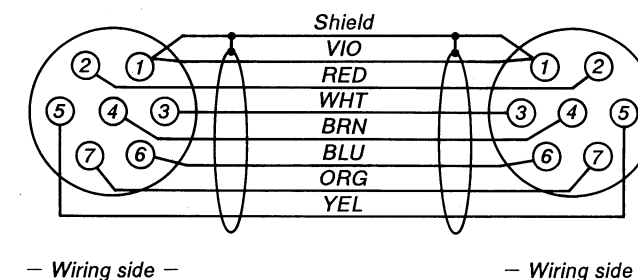 Shield
VIO
2 1 RED 1 2
WHT
5 4 3 3 4 5
BRN
7 6 BLU 6 7
ORG
YEL
— Wiring side — — Wiring side